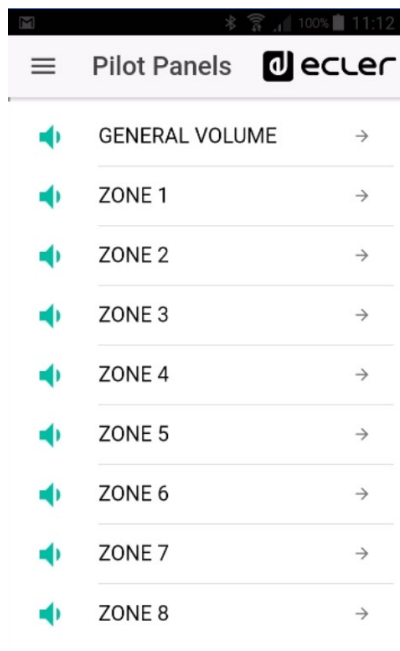 100% 11:12
Pilot Panels ecler
GENERAL VOLUME
ZONE 1
ZONE 2
ZONE 3
ZONE 4
ZONE 5
ZONE 6
ZONE 7
ZONE 8